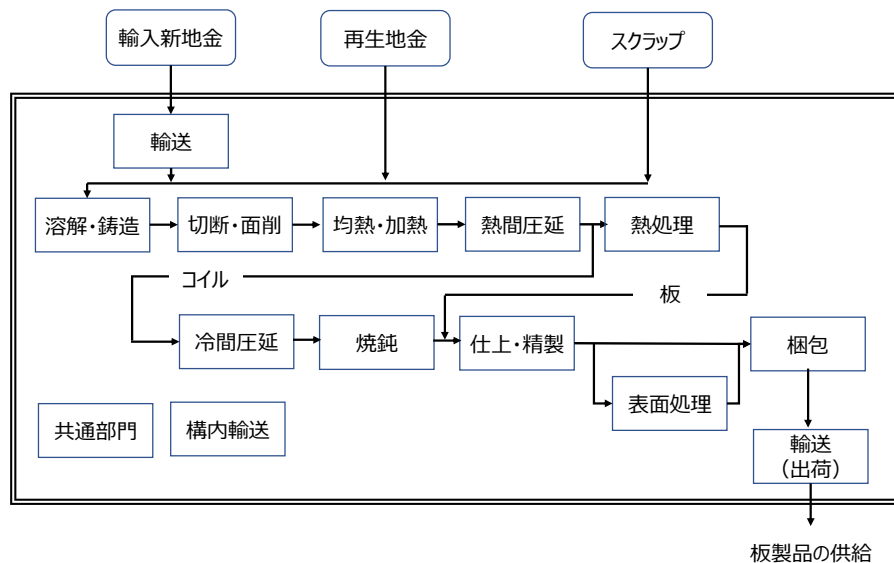 輸入新地金
再生地金
スクラップ
輸送
溶解・鋳造
切断・面削
均熱・加熱
熱間圧延
熱処理
コイル
板
冷間圧延
焼鈍
仕上・精製
梱包
表面処理
共通部門
構内輸送
輸送
（出荷）
板製品の供給